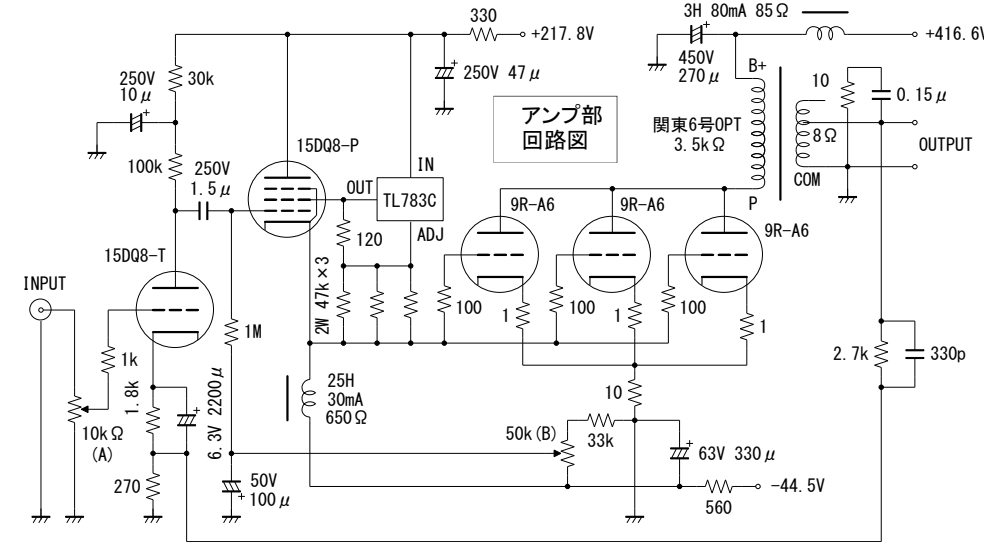 3H 80mA 85Ω
330
+217.8V
+416.6V
250V 47μ
450V
270μ
B+
10
0.15μ
250V
10μ
30k
アンプ部
回路図
関東6号OPT
3.5kΩ
8Ω
OUTPUT
COM
15DQ8-P
IN
100k
250V
1.5μ
OUT
TL783C
ADJ
P
9R-A6
9R-A6
9R-A6
120
15DQ8-T
INPUT
2W 47k×3
100
1
100
1
100
1
1M
1k
2.7k
330p
1.8k
6.3V 2200μ
25H
30mA
650Ω
10
10kΩ
(A)
50k(B)
33k
63V 330μ
270
50V
100μ
560
-44.5V